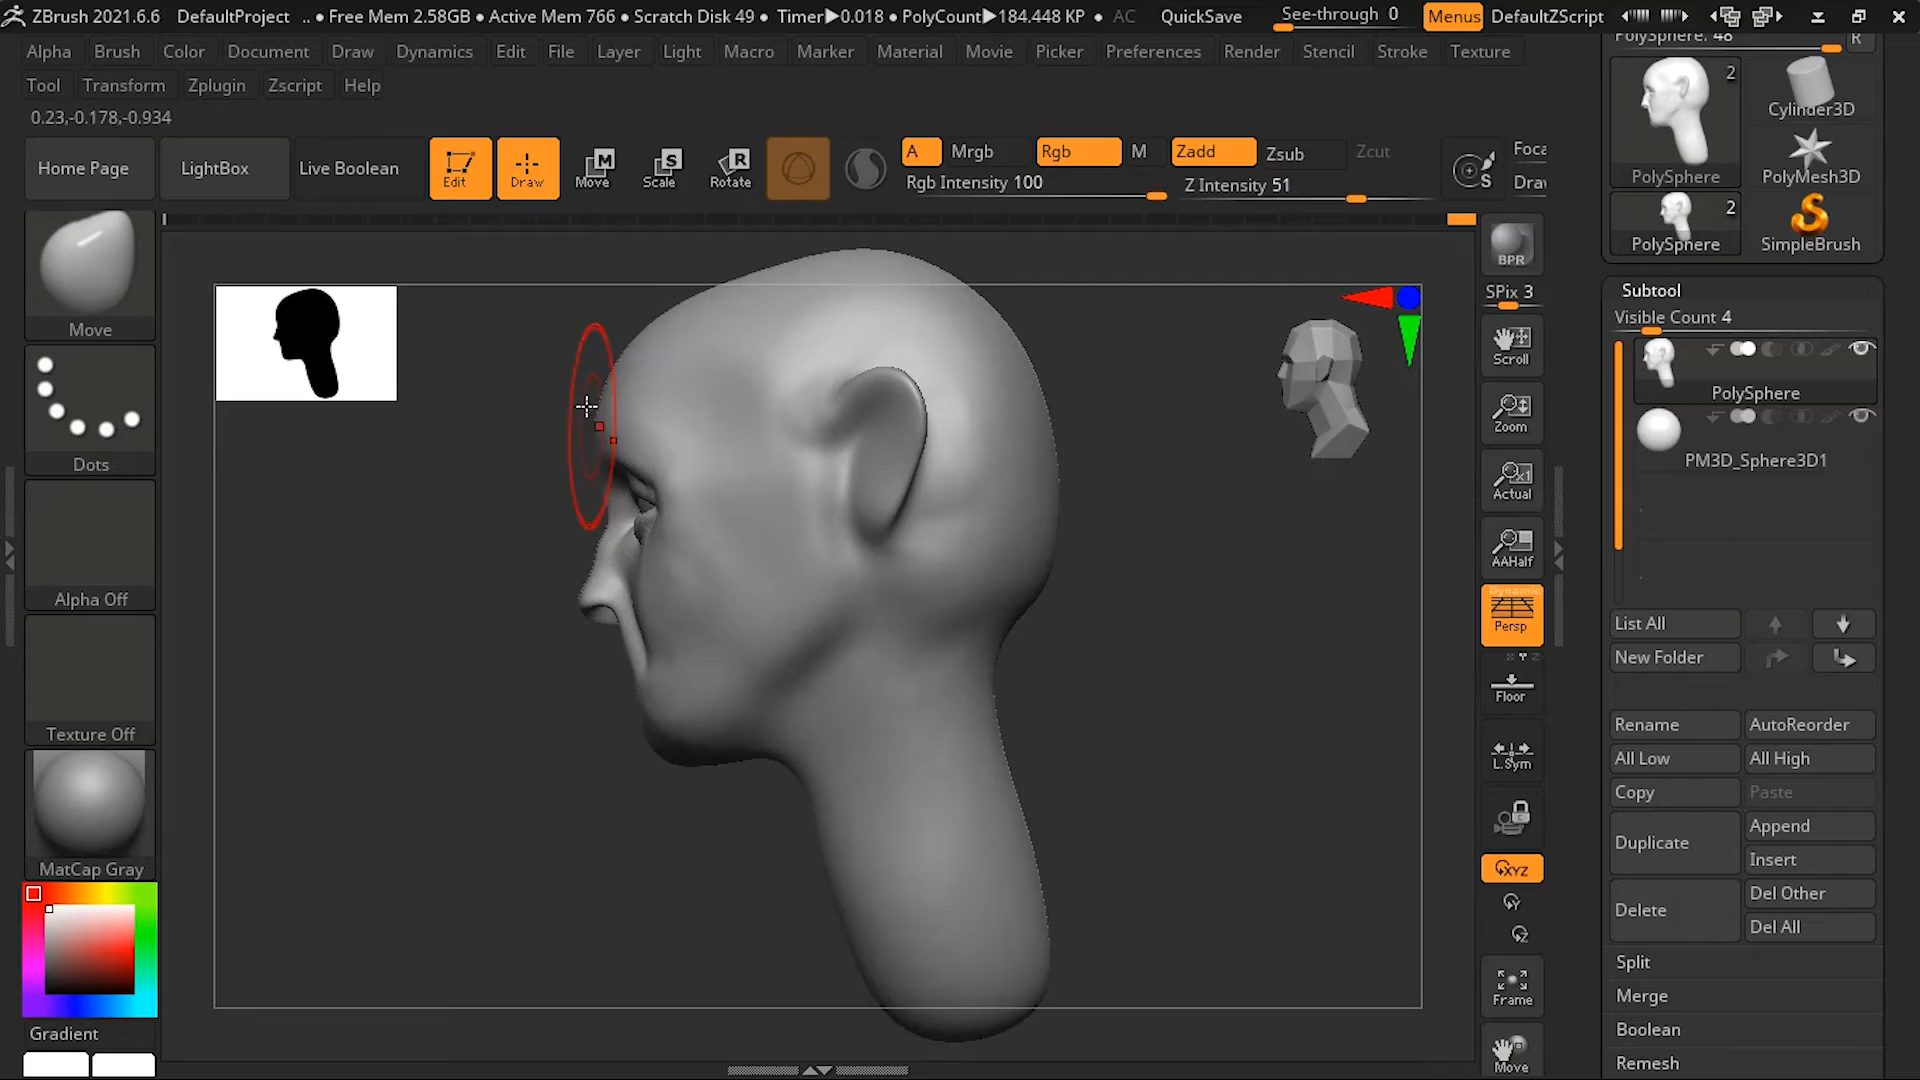 ZBrush 2021.6.6 DefaultProject .. • Free Mem 2.58GB • Active Mem 766 • Scratch Disk 49 • Timer▶0.018 • PolyCount▶184.448 KP • AC QuickSave See-through 0 Menus DefaultZScript
Alpha Brush Color Document Draw Dynamics Edit File Layer Light Macro Marker Material Movie Picker Preferences Render Stencil Stroke Texture
Tool Transform Zplugin Zscript Help
0.23,-0.178,-0.934
Home Page LightBox Live Boolean Edit Draw Move Scale Rotate
M S R
A Mrgb Rgb M Zadd Zsub Zcut
Rgb Intensity 100 Z Intensity 51
S
Foca
Drav
Move
Dots
Alpha Off
Texture Off
MatCap Gray
Gradient
BPR
SPix 3
Scroll
Zoom
x1
Actual
AAHalf
Dynamic
Persp
Floor
L.Sym
XYZ
Y
Z
Frame
Move
PolySphere. 48 R
2
PolySphere
Cylinder3D
PolyMesh3D
2
PolySphere
SimpleBrush
Subtool
Visible Count 4
PolySphere
PM3D_Sphere3D1
List All
New Folder
Rename AutoReorder
All Low All High
Copy Paste
Duplicate Append
Insert
Delete Del Other
Del All
Split
Merge
Boolean
Remesh